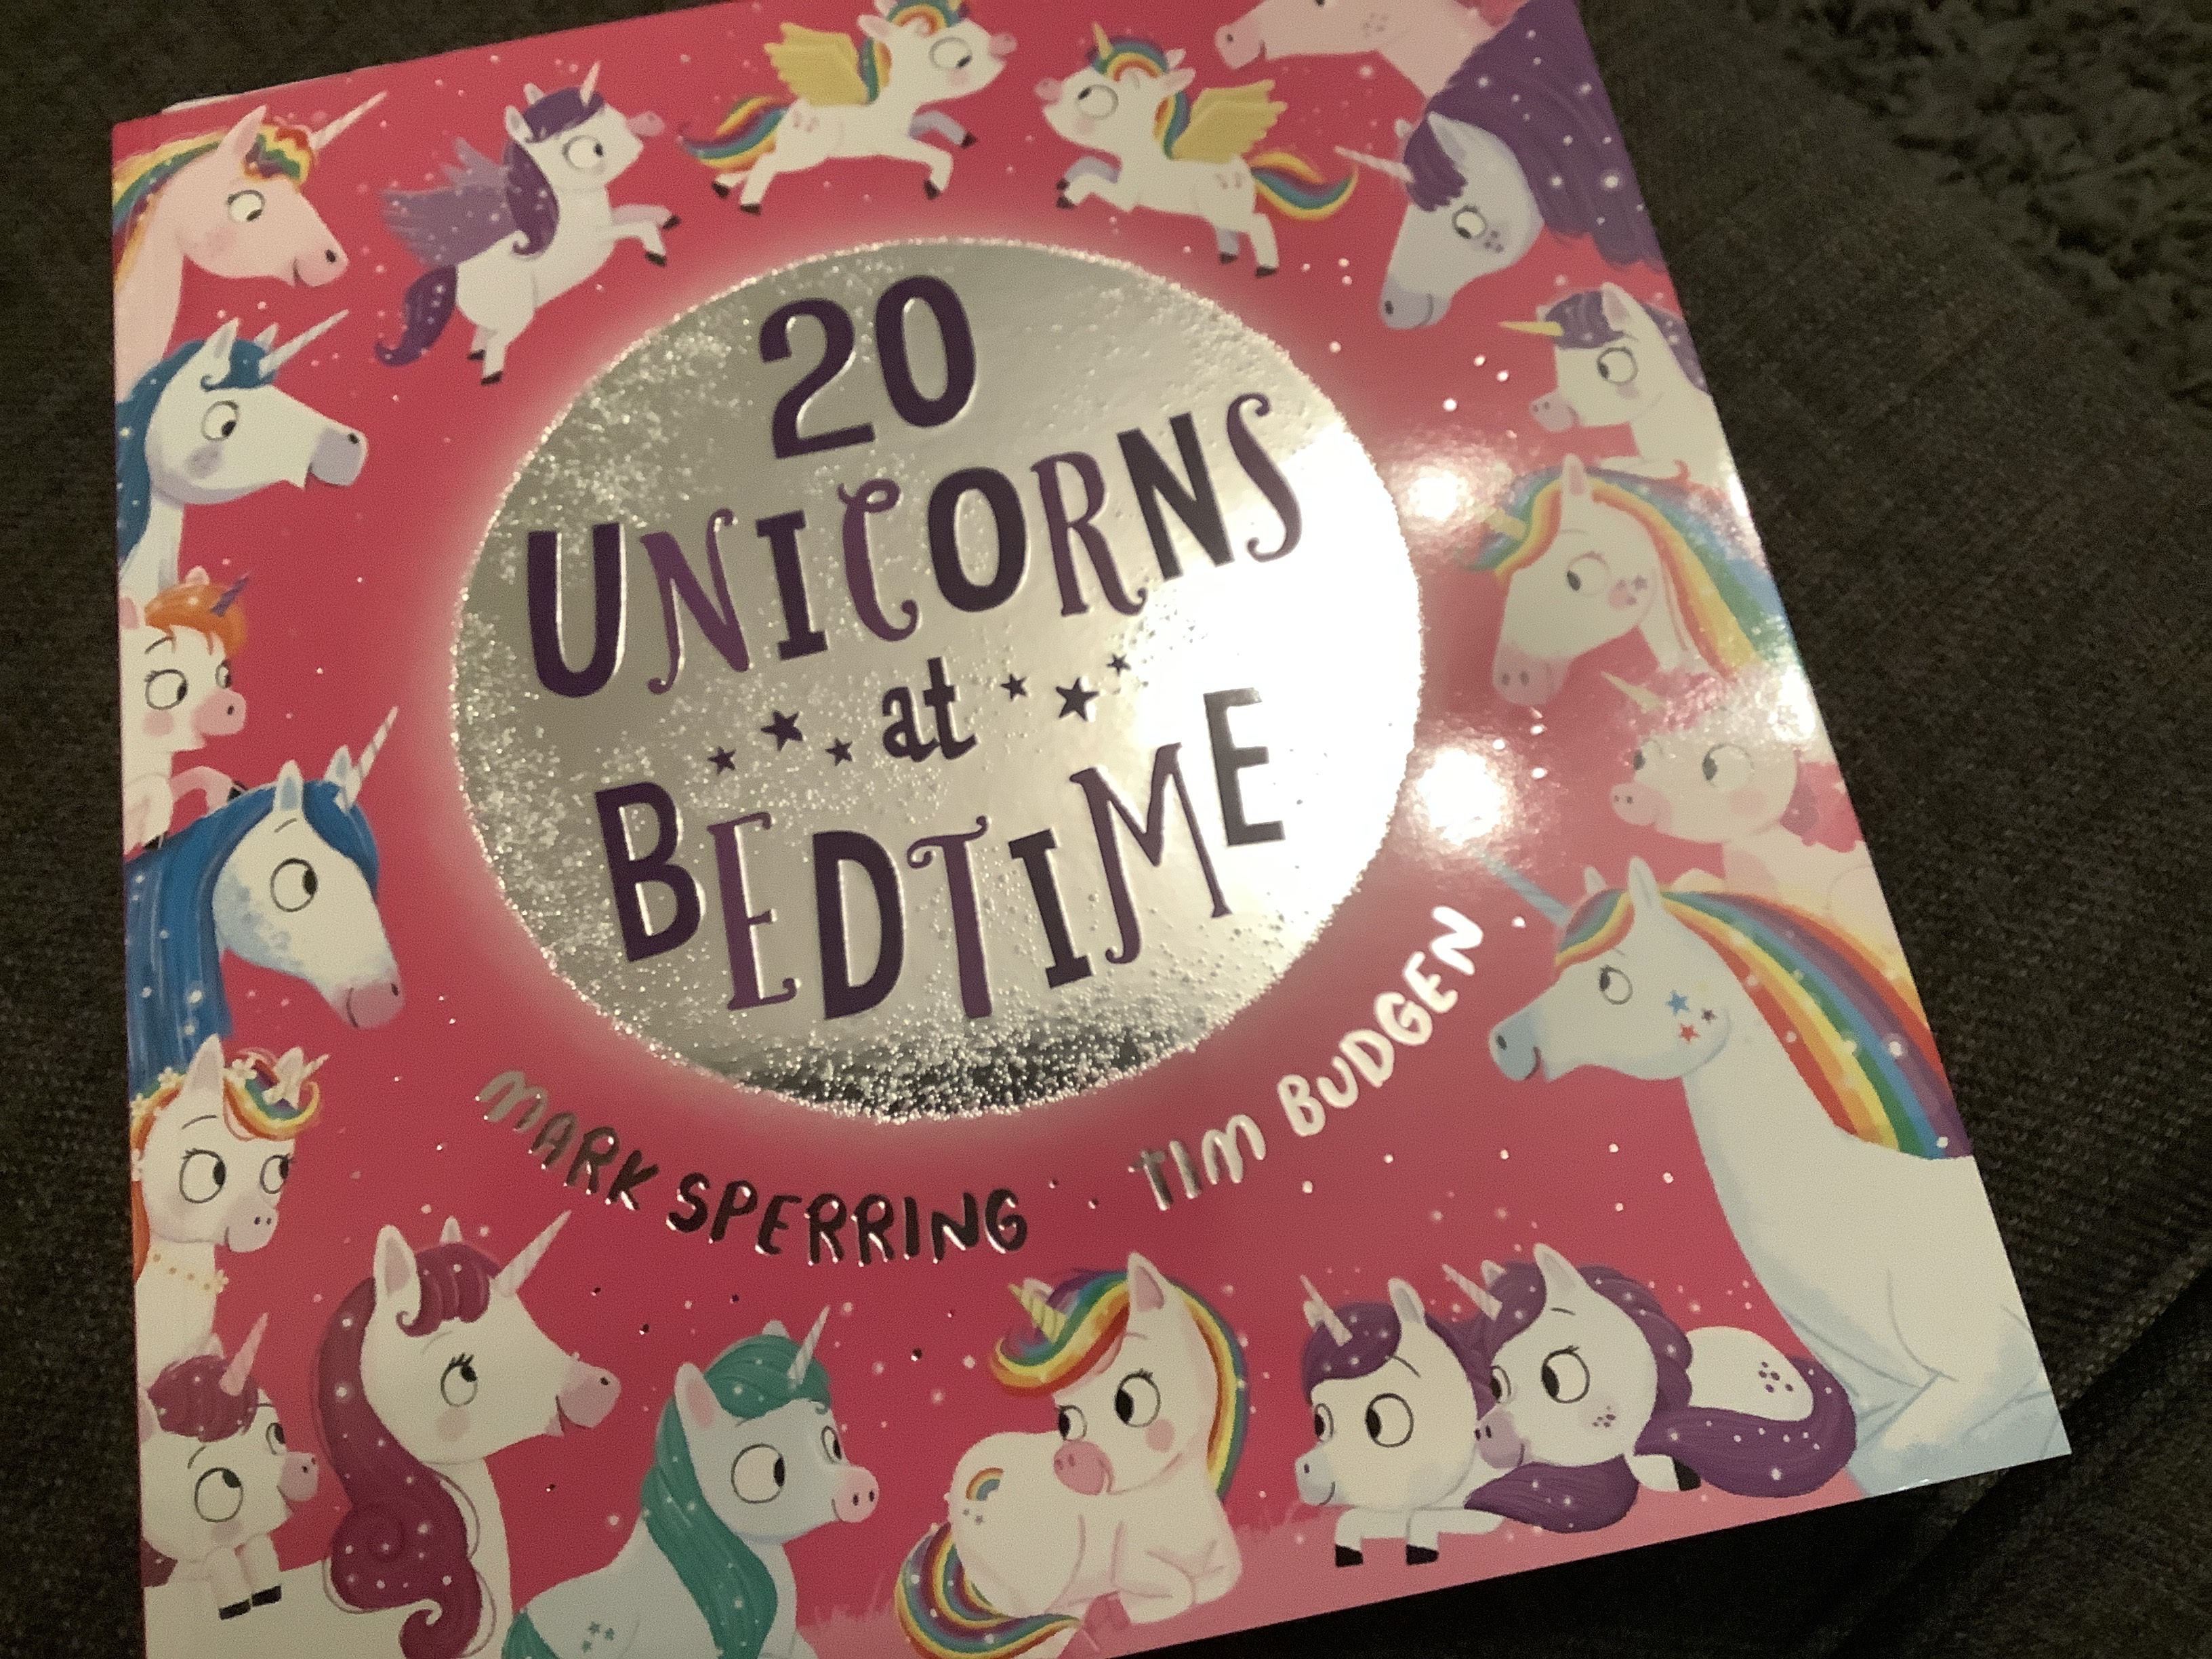 20
UNICORNS
at
BEDTIME
MARK SPERRING · TIM BUDGEN